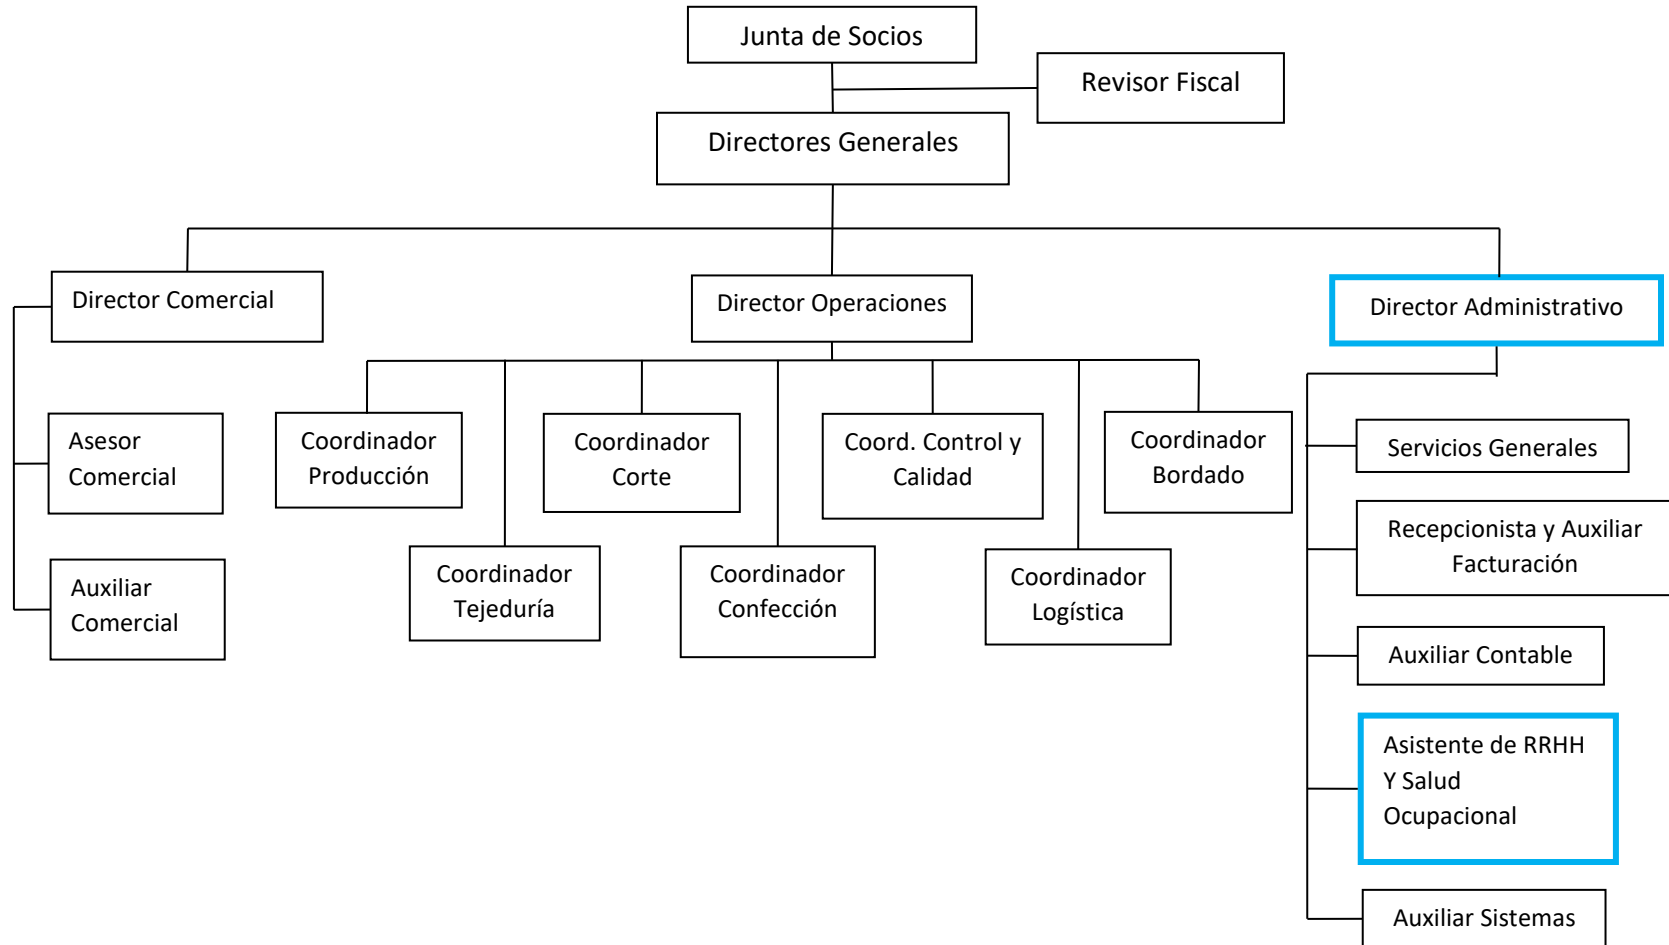 Junta de Socios
Revisor Fiscal
Directores Generales
Director Comercial
Director Operaciones
Director Administrativo
Asesor
Comercial
Auxiliar
Comercial
Coordinador
Producción
Coordinador
Corte
Coord. Control y
Calidad
Coordinador
Bordado
Coordinador
Tejeduría
Coordinador
Confección
Coordinador
Logística
Servicios Generales
Recepcionista y Auxiliar
Facturación
Auxiliar Contable
Asistente de RRHH
Y Salud
Ocupacional
Auxiliar Sistemas